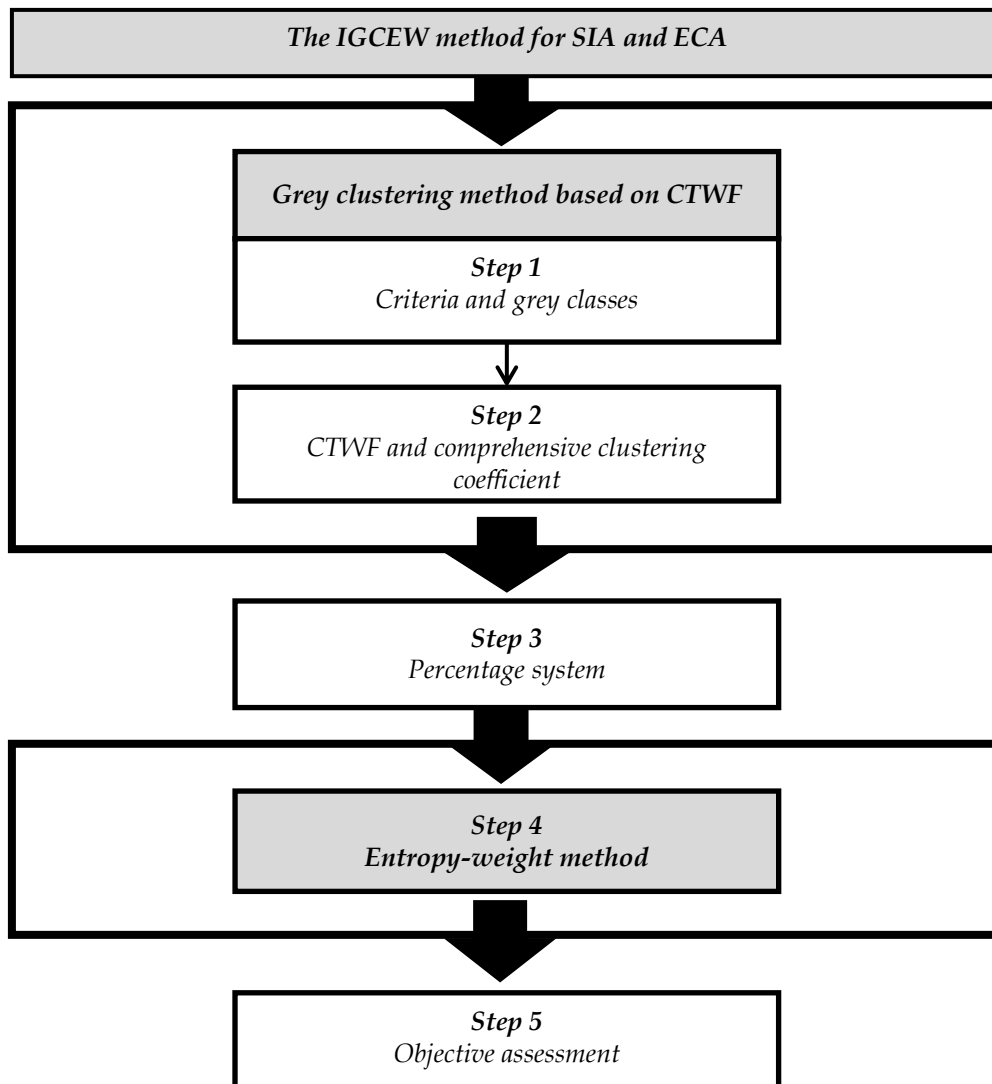 The IGCEW method for SIA and ECA
Grey clustering method based on CTWF
Step 1
Criteria and grey classes
Step 2
CTWF and comprehensive clustering
coefficient
Step 3
Percentage system
Step 4
Entropy-weight method
Step 5
Objective assessment